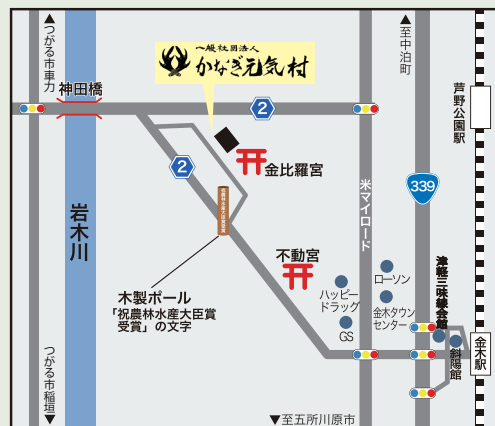 ▲つがる市車力
▲至中泊町
一般社団法人
かなぎ元気村
神田橋
2
芦野公園駅
金比羅宮
2
米マイロード
339
岩木川
不動宮
木製ポール
「祝農林水産大臣賞
受賞」の文字
ハッピー
ドラッグ
GS
ローソン
金木タウン
センター
津軽三味線会館
斜陽館
金木駅
つがる市稲垣▼
▼至五所川原市